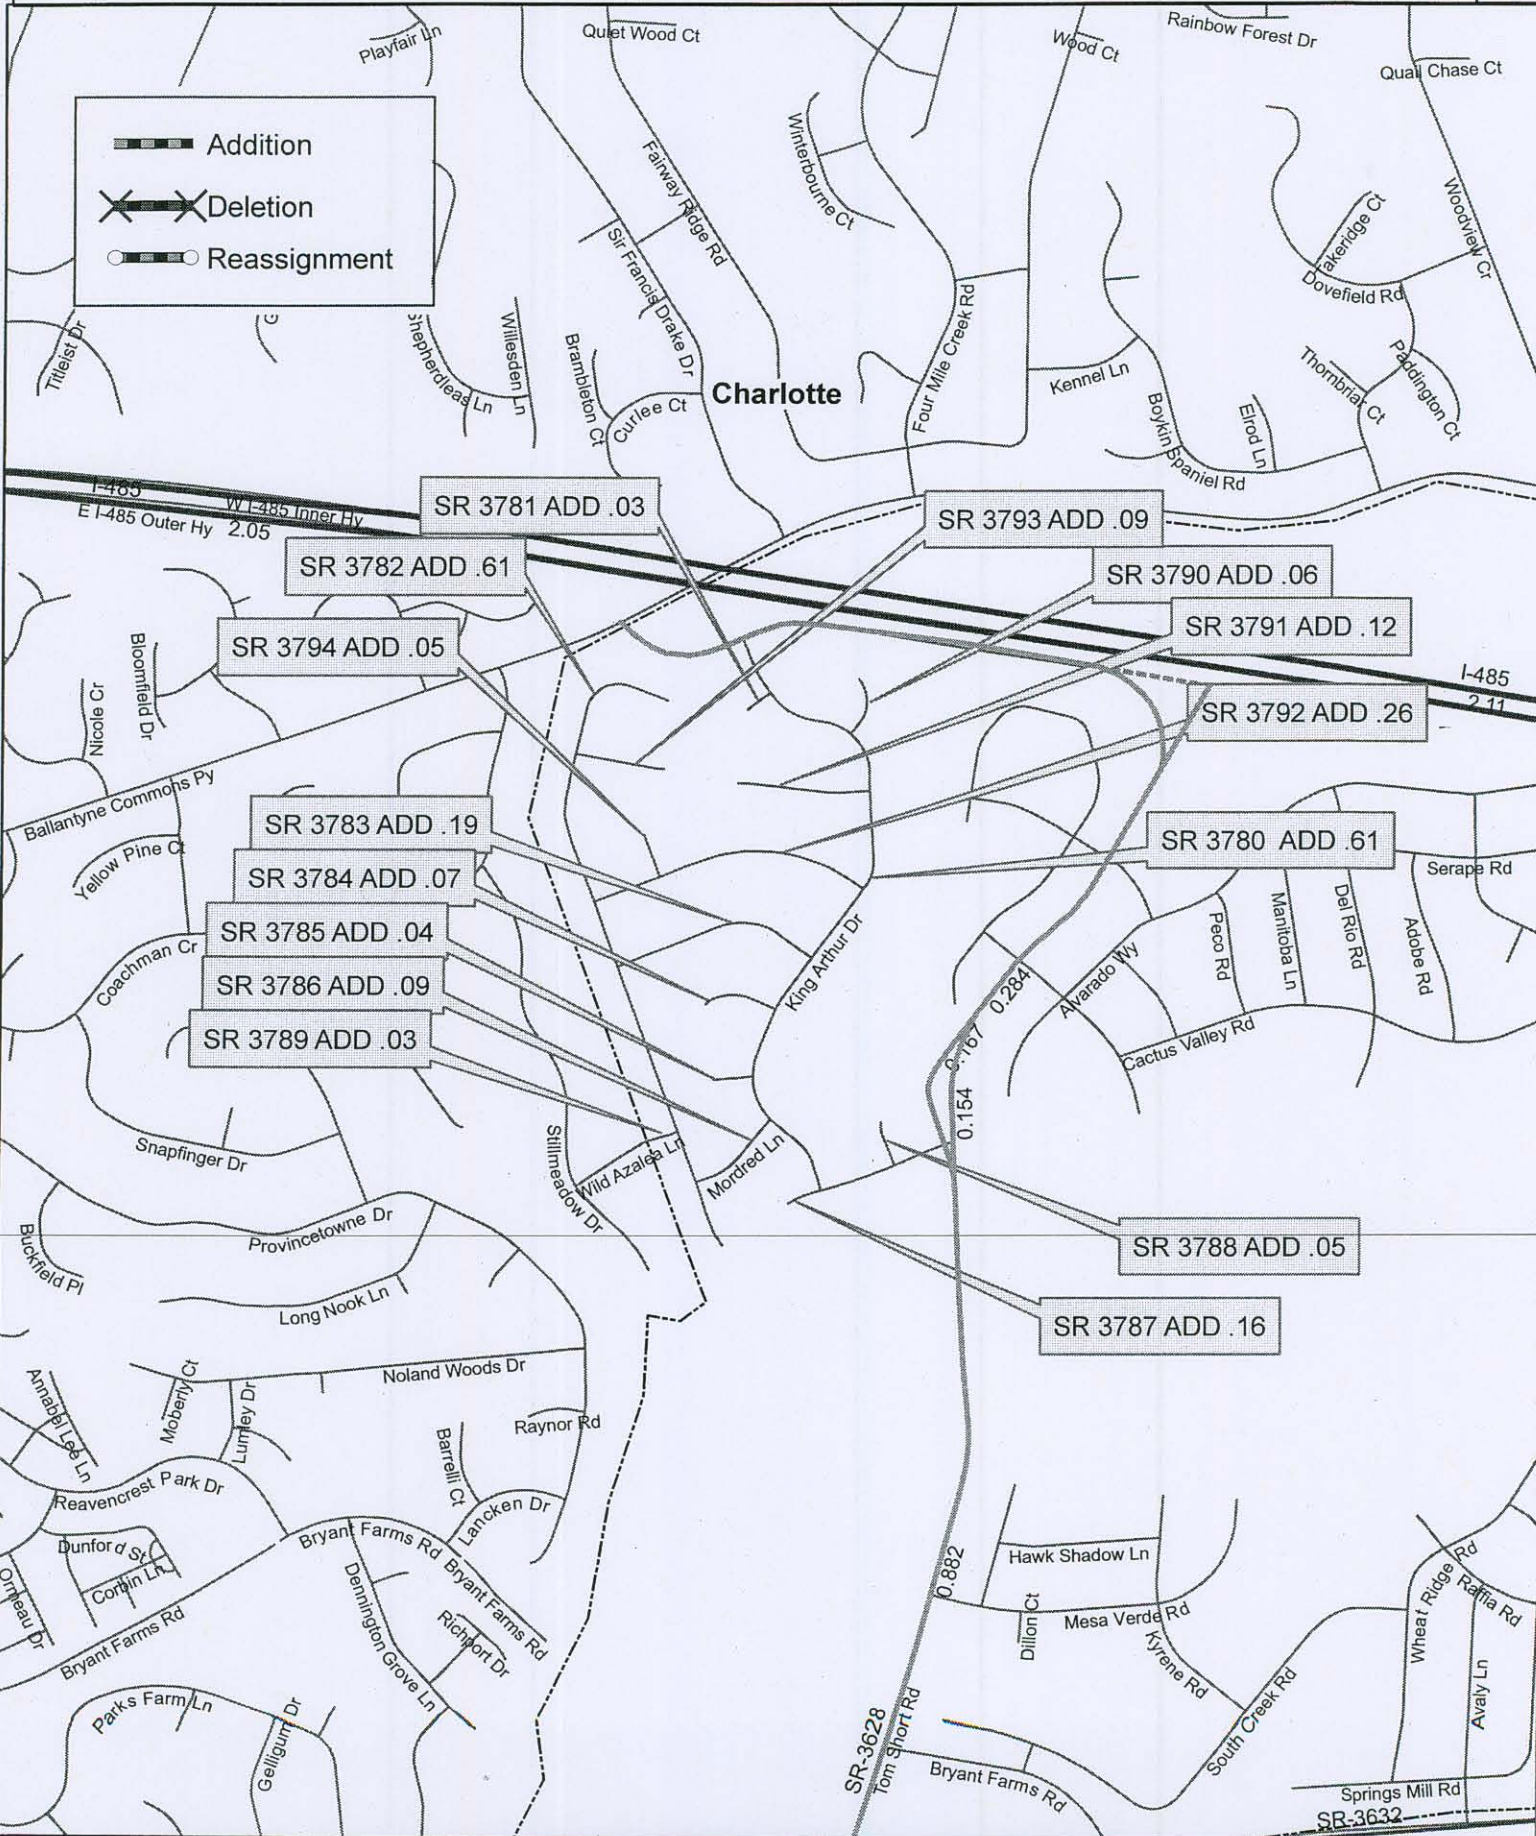 Playfair Ln
Quiet Wood Ct
Wood Ct
Rainbow Forest Dr
Quail Chase Ct
Addition
Deletion
Reassignment
Winterbourne Ct
Fairway Ridge Rd
Sir Francis Drake Dr
Woodview Cr
Dovefield Rd
Titleist Dr
Willesden Ln
Brambleton Ct
Curlee Ct
Charlotte
Four Mile Creek Rd
Kennel Ln
Boykin Spaniel Rd
Elrod Ln
Thornbriar Ct
Paddington Ct
I-485
W I-485 Inner Hy
E I-485 Outer Hy 2.05
SR 3781 ADD .03
SR 3793 ADD .09
SR 3782 ADD .61
SR 3790 ADD .06
SR 3794 ADD .05
SR 3791 ADD .12
I-485
2.11
SR 3792 ADD .26
Nicole Cr
Bloomfield Dr
Ballantyne Commons Py
Yellow Pine Ct
SR 3783 ADD .19
SR 3780 ADD .61
SR 3784 ADD .07
Serape Rd
SR 3785 ADD .04
SR 3786 ADD .09
SR 3789 ADD .03
Coachman Cr
King Arthur Dr
Peco Rd
Manitoba Ln
Del Rio Rd
Adobe Rd
Alvarado Wy
Cactus Valley Rd
0.284
0.167
0.154
Snapfinger Dr
Stillmeadow Dr
Wild Azalea Ln
Mordred Ln
Provincetowne Dr
Buckfield Pl
Long Nook Ln
SR 3788 ADD .05
SR 3787 ADD .16
Noland Woods Dr
Annabel Lee Ln
Moberly Ct
Lumley Dr
Raynor Rd
Barrelli Ct
Lancken Dr
Reavencrest Park Dr
Dunford St
Corbin Ln
Ormeau Dr
Bryant Farms Rd
Bryant Farms Rd
Bryant Farms Rd
Dennington Grove Ln
Richport Dr
Parks Farm Ln
Gelligum Dr
0.882
Hawk Shadow Ln
Dillon Ct
Mesa Verde Rd
Kyrene Rd
South Creek Rd
Wheat Ridge Rd
Raffia Rd
Avaly Ln
SR-3628
Tom Short Rd
Bryant Farms Rd
Springs Mill Rd
SR-3632